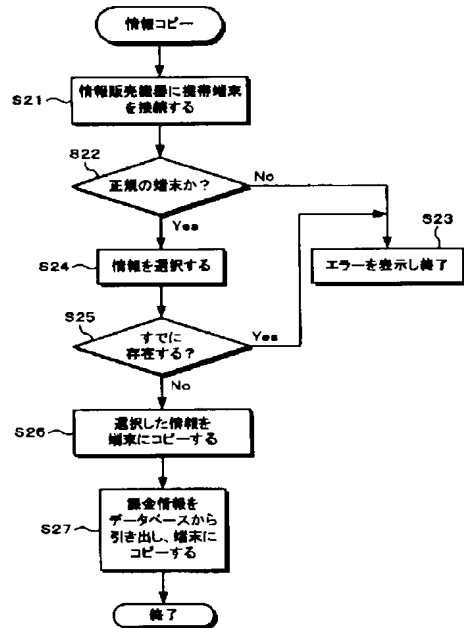 情報コピー
S21
情報販売機器に携帯端末
を接続する
S22
正規の端末か?
No
Yes
S23
エラーを表示し終了
S24
情報を選択する
S25
すでに
存在する?
Yes
No
S26
選択した情報を
端末にコピーする
S27
課金情報を
データベースから
引き出し、端末に
コピーする
終了